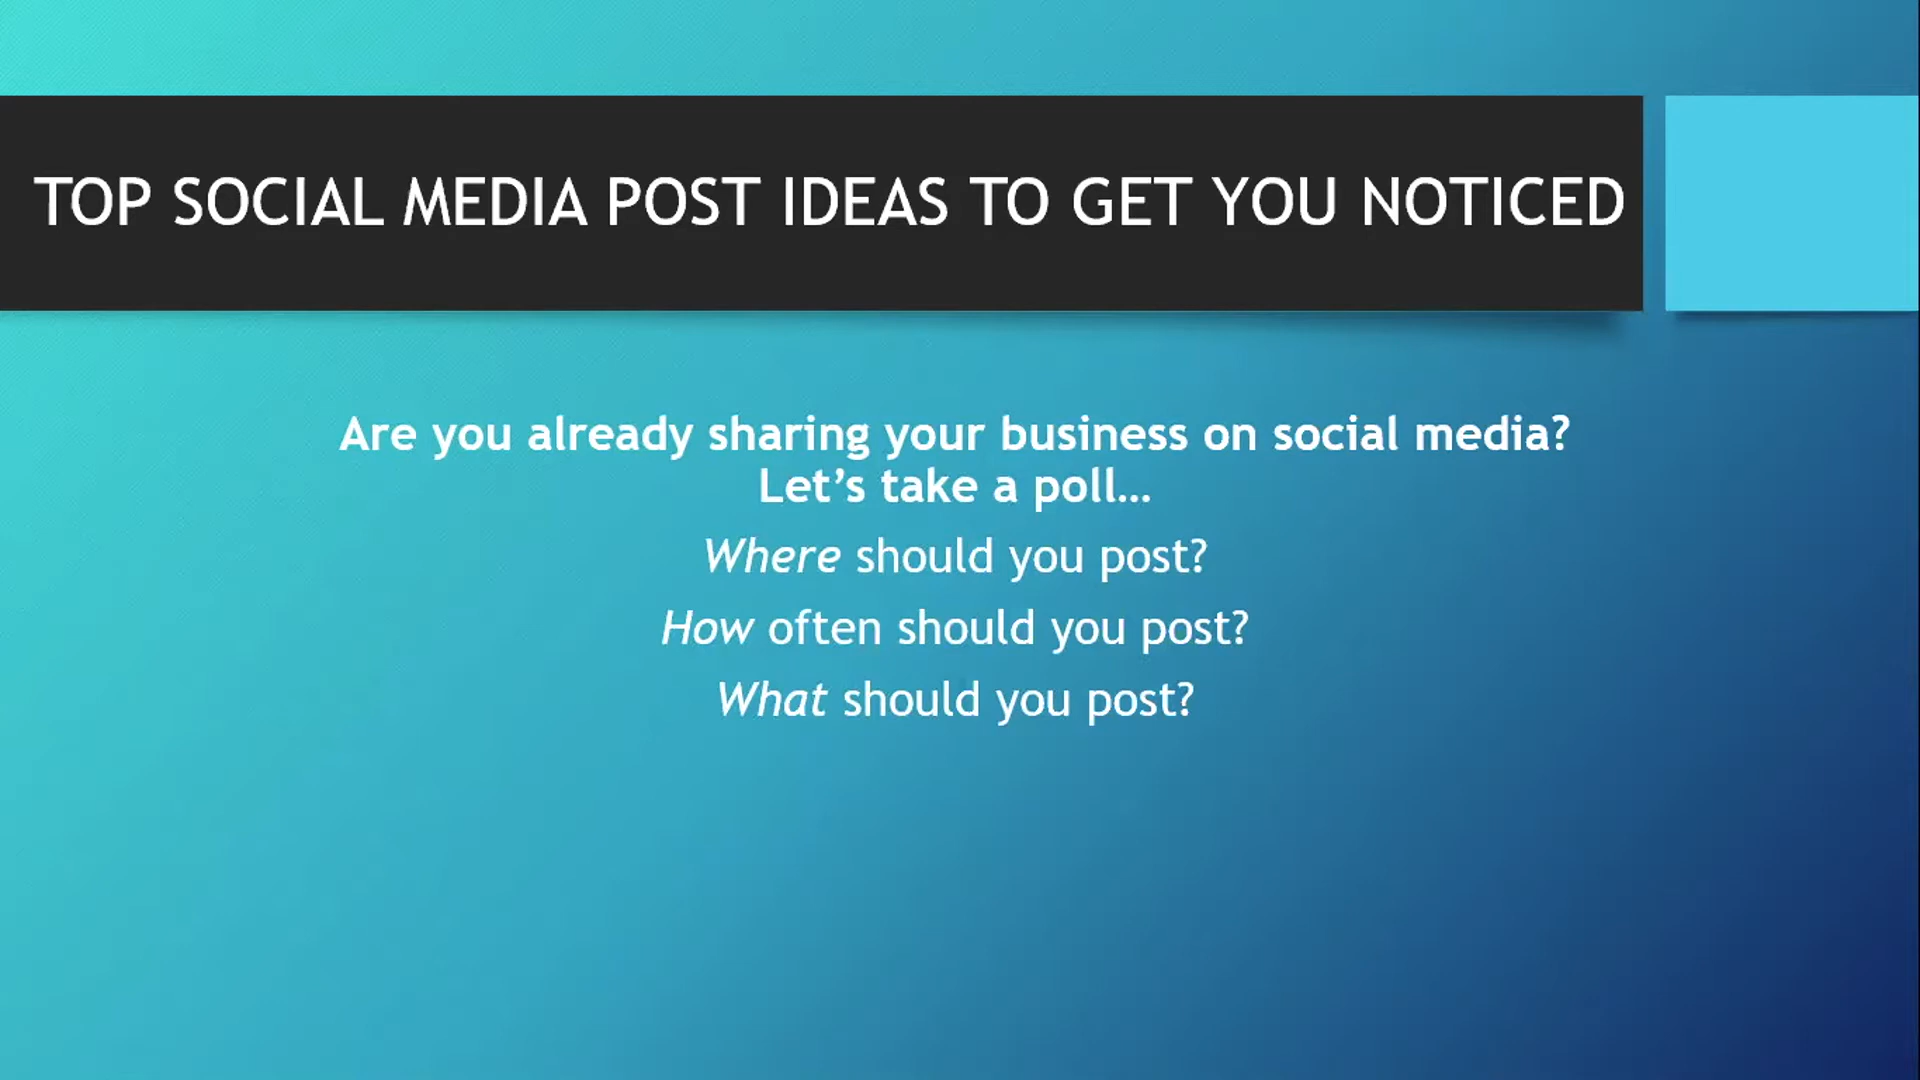 TOP SOCIAL MEDIA POST IDEAS TO GET YOU NOTICED
Are you already sharing your business on social media?
Let’s take a poll…
Where should you post?
How often should you post?
What should you post?